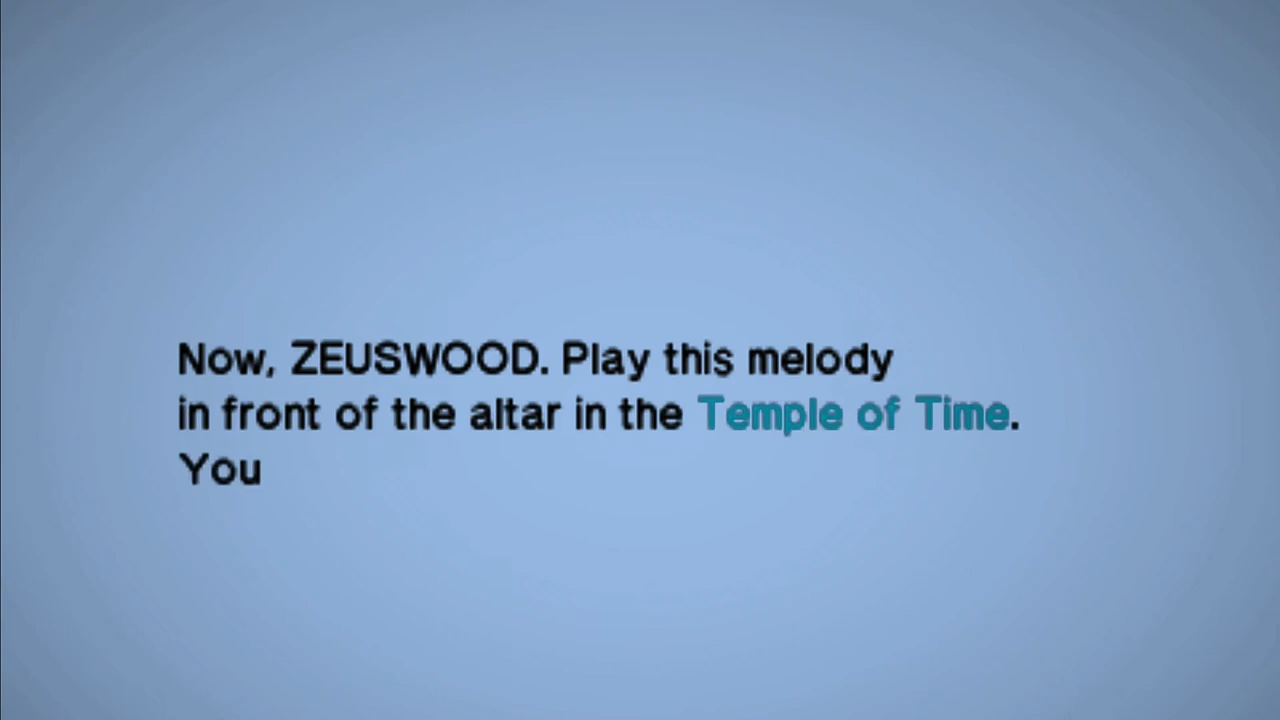 Now, ZEUSWOOD. Play this melody
in front of the altar in the Temple of Time.
You